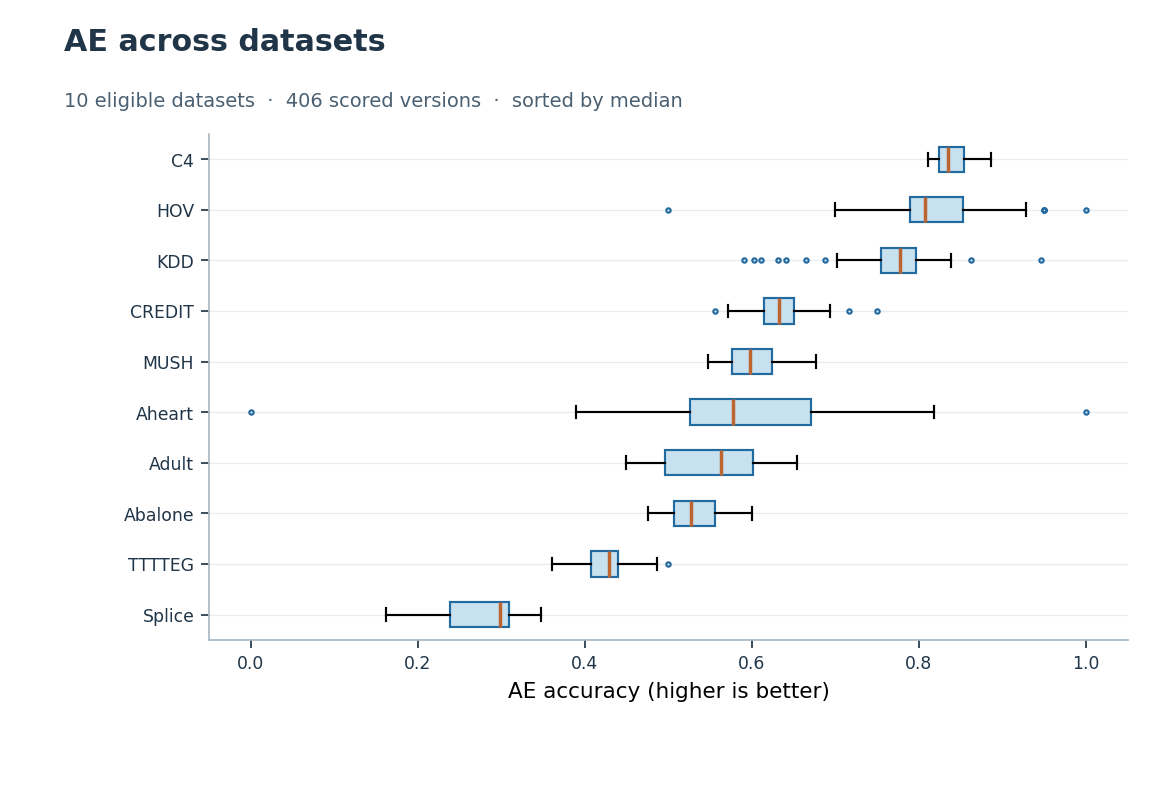 AE across datasets
10 eligible datasets · 406 scored versions · sorted by median
C4
HOV
KDD
CREDIT
MUSH
Aheart
Adult
Abalone
TTTTEG
Splice
0.0 0.2 0.4 0.6 0.8 1.0
AE accuracy (higher is better)